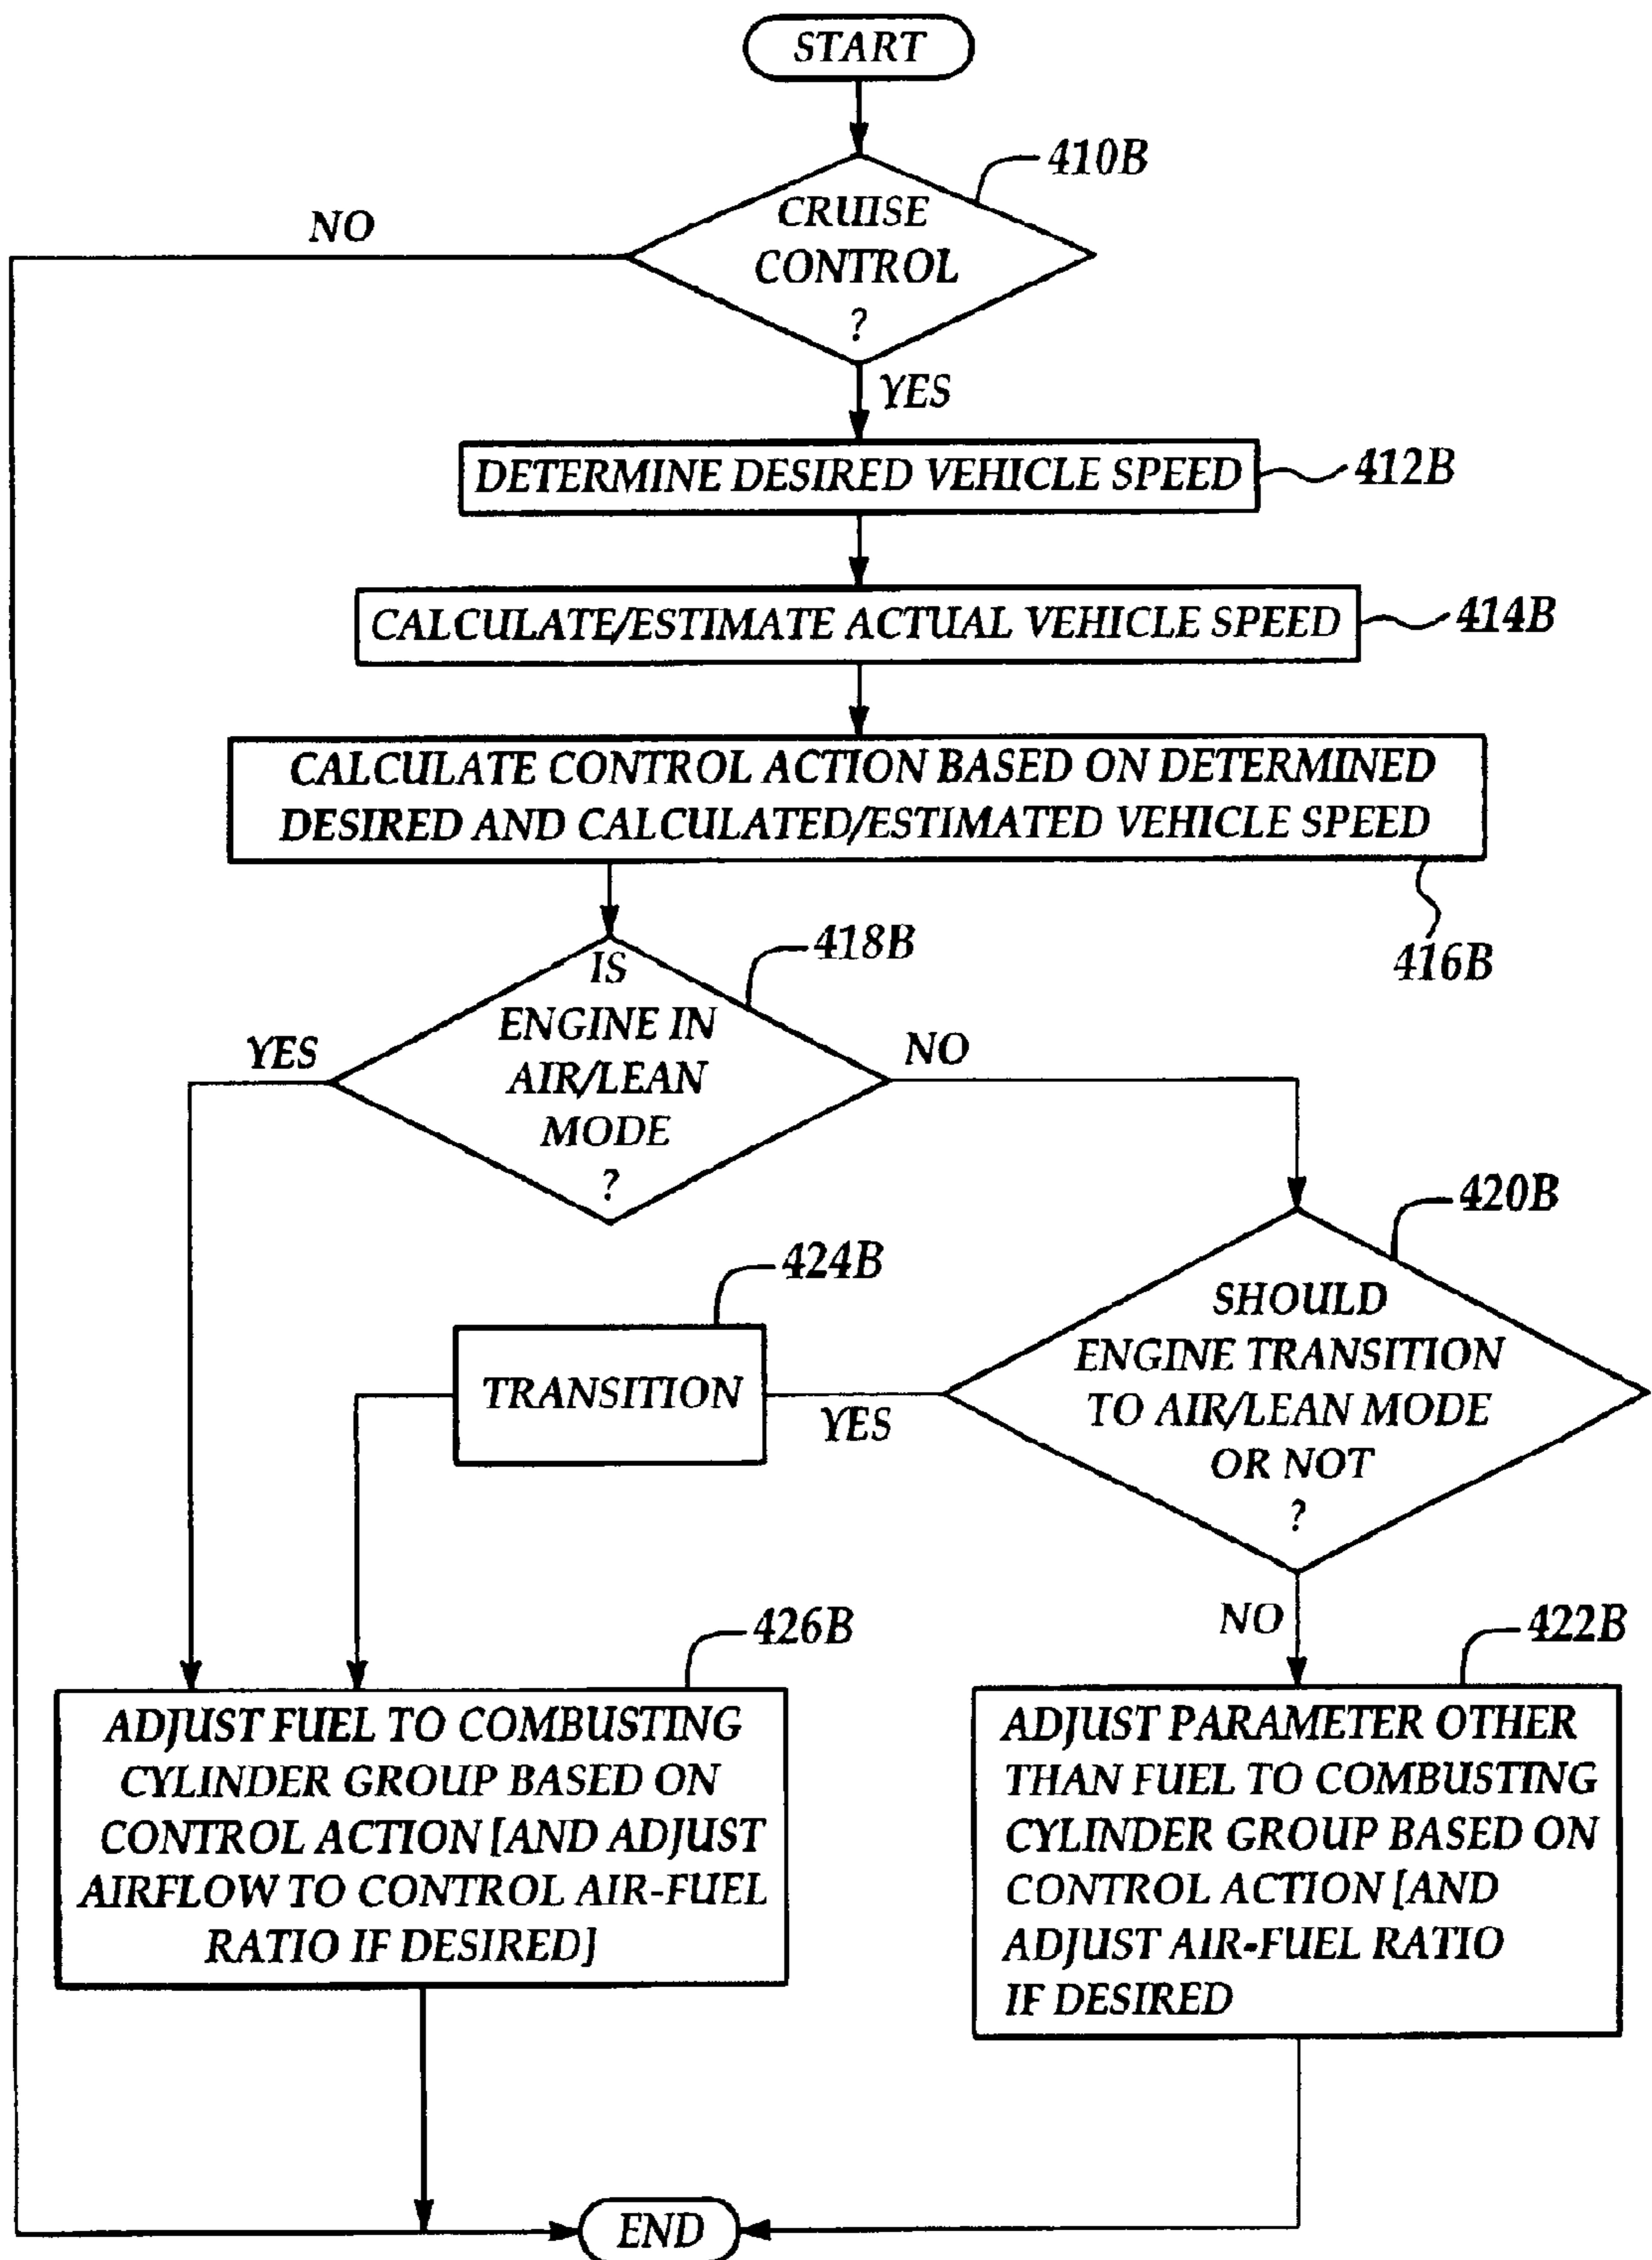 START
410B
CRUISE
CONTROL
?
NO
YES
DETERMINE DESIRED VEHICLE SPEED
412B
CALCULATE/ESTIMATE ACTUAL VEHICLE SPEED
414B
CALCULATE CONTROL ACTION BASED ON DETERMINED
DESIRED AND CALCULATED/ESTIMATED VEHICLE SPEED
416B
418B
IS
ENGINE IN
AIR/LEAN
MODE
?
YES
NO
420B
SHOULD
ENGINE TRANSITION
TO AIR/LEAN MODE
OR NOT
?
424B
TRANSITION
YES
NO
426B
ADJUST FUEL TO COMBUSTING
CYLINDER GROUP BASED ON
CONTROL ACTION [AND ADJUST
AIRFLOW TO CONTROL AIR-FUEL
RATIO IF DESIRED]
422B
ADJUST PARAMETER OTHER
THAN FUEL TO COMBUSTING
CYLINDER GROUP BASED ON
CONTROL ACTION [AND
ADJUST AIR-FUEL RATIO
IF DESIRED
END